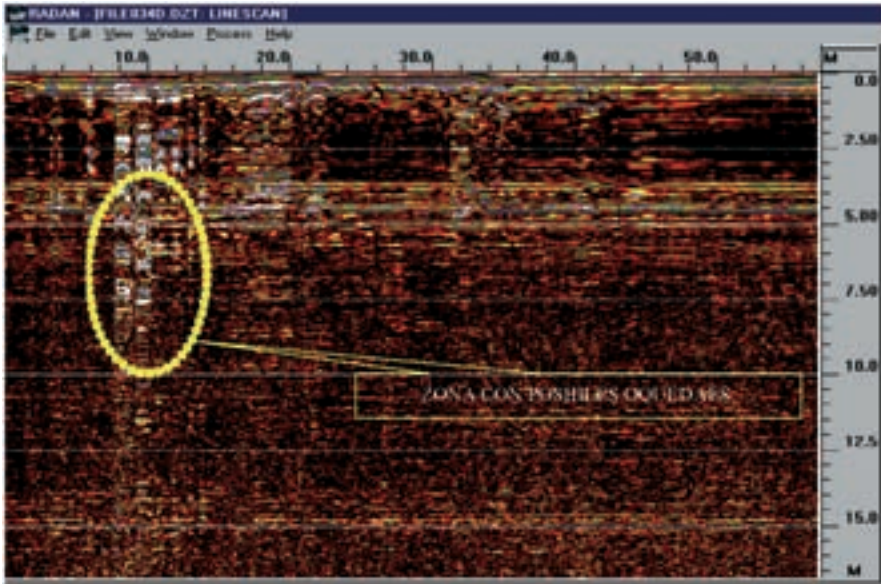 RADAN - [FILE034D.DZT: LINESCAN]
File Edit View Window Process Help
10.0 20.0 30.0 40.0 50.0 M
0.0
2.50
5.00
7.50
10.0
12.5
15.0
M
ZONA CON POSIBLES OQUEDADES